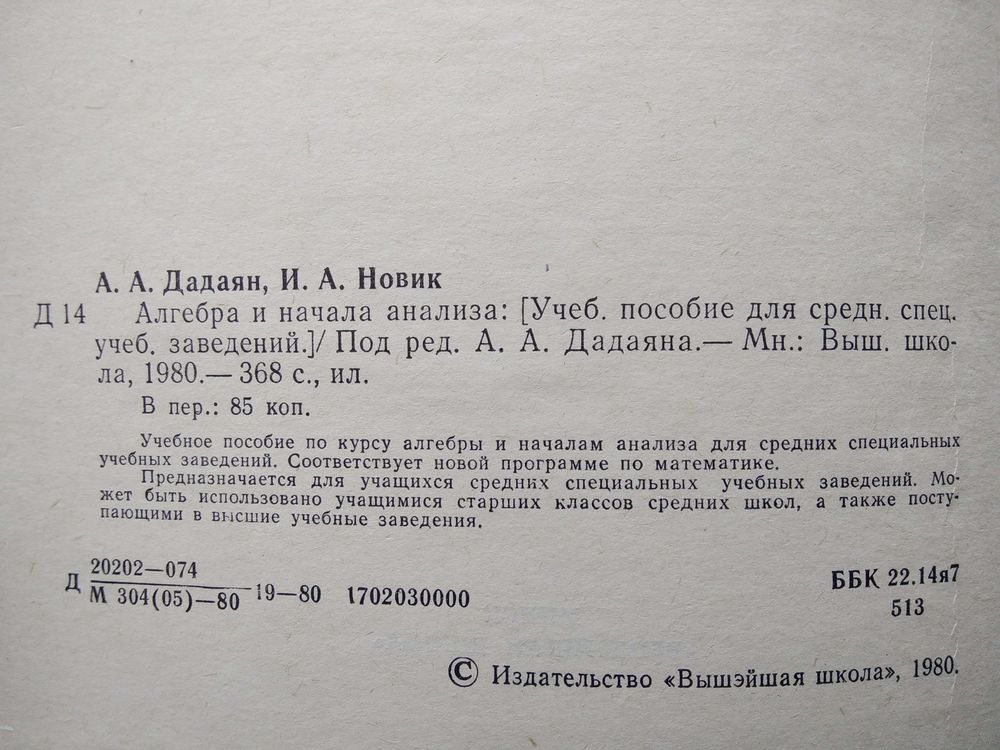 А. А. Дадаян, И. А. Новик
Д 14 Алгебра и начала анализа: [Учеб. пособие для средн. спец.
учеб. заведений.]/ Под ред. А. А. Дадаяна.— Мн.: Выш. шко-
ла, 1980.— 368 с., ил.
В пер.: 85 коп.
Учебное пособие по курсу алгебры и началам анализа для средних специальных
учебных заведений. Соответствует новой программе по математике.
Предназначается для учащихся средних специальных учебных заведений. Мо-
жет быть использовано учащимися старших классов средних школ, а также посту-
пающими в высшие учебные заведения.
Д 20202—074
М 304(05)—80 19—80 1702030000
ББК 22.14я7
513
© Издательство «Вышэйшая школа», 1980.